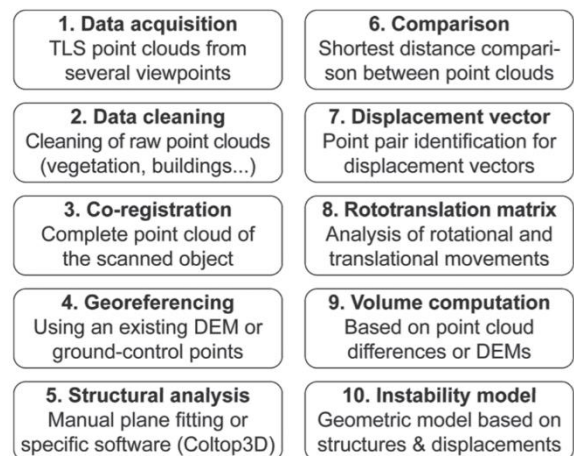 1. Data acquisition
TLS point clouds from
several viewpoints
2. Data cleaning
Cleaning of raw point clouds
(vegetation, buildings...)
3. Co-registration
Complete point cloud of
the scanned object
4. Georeferencing
Using an existing DEM or
ground-control points
5. Structural analysis
Manual plane fitting or
specific software (Coltop3D)
6. Comparison
Shortest distance compari-
son between point clouds
7. Displacement vector
Point pair identification for
displacement vectors
8. Rototranslation matrix
Analysis of rotational and
translational movements
9. Volume computation
Based on point cloud
differences or DEMs
10. Instability model
Geometric model based on
structures & displacements